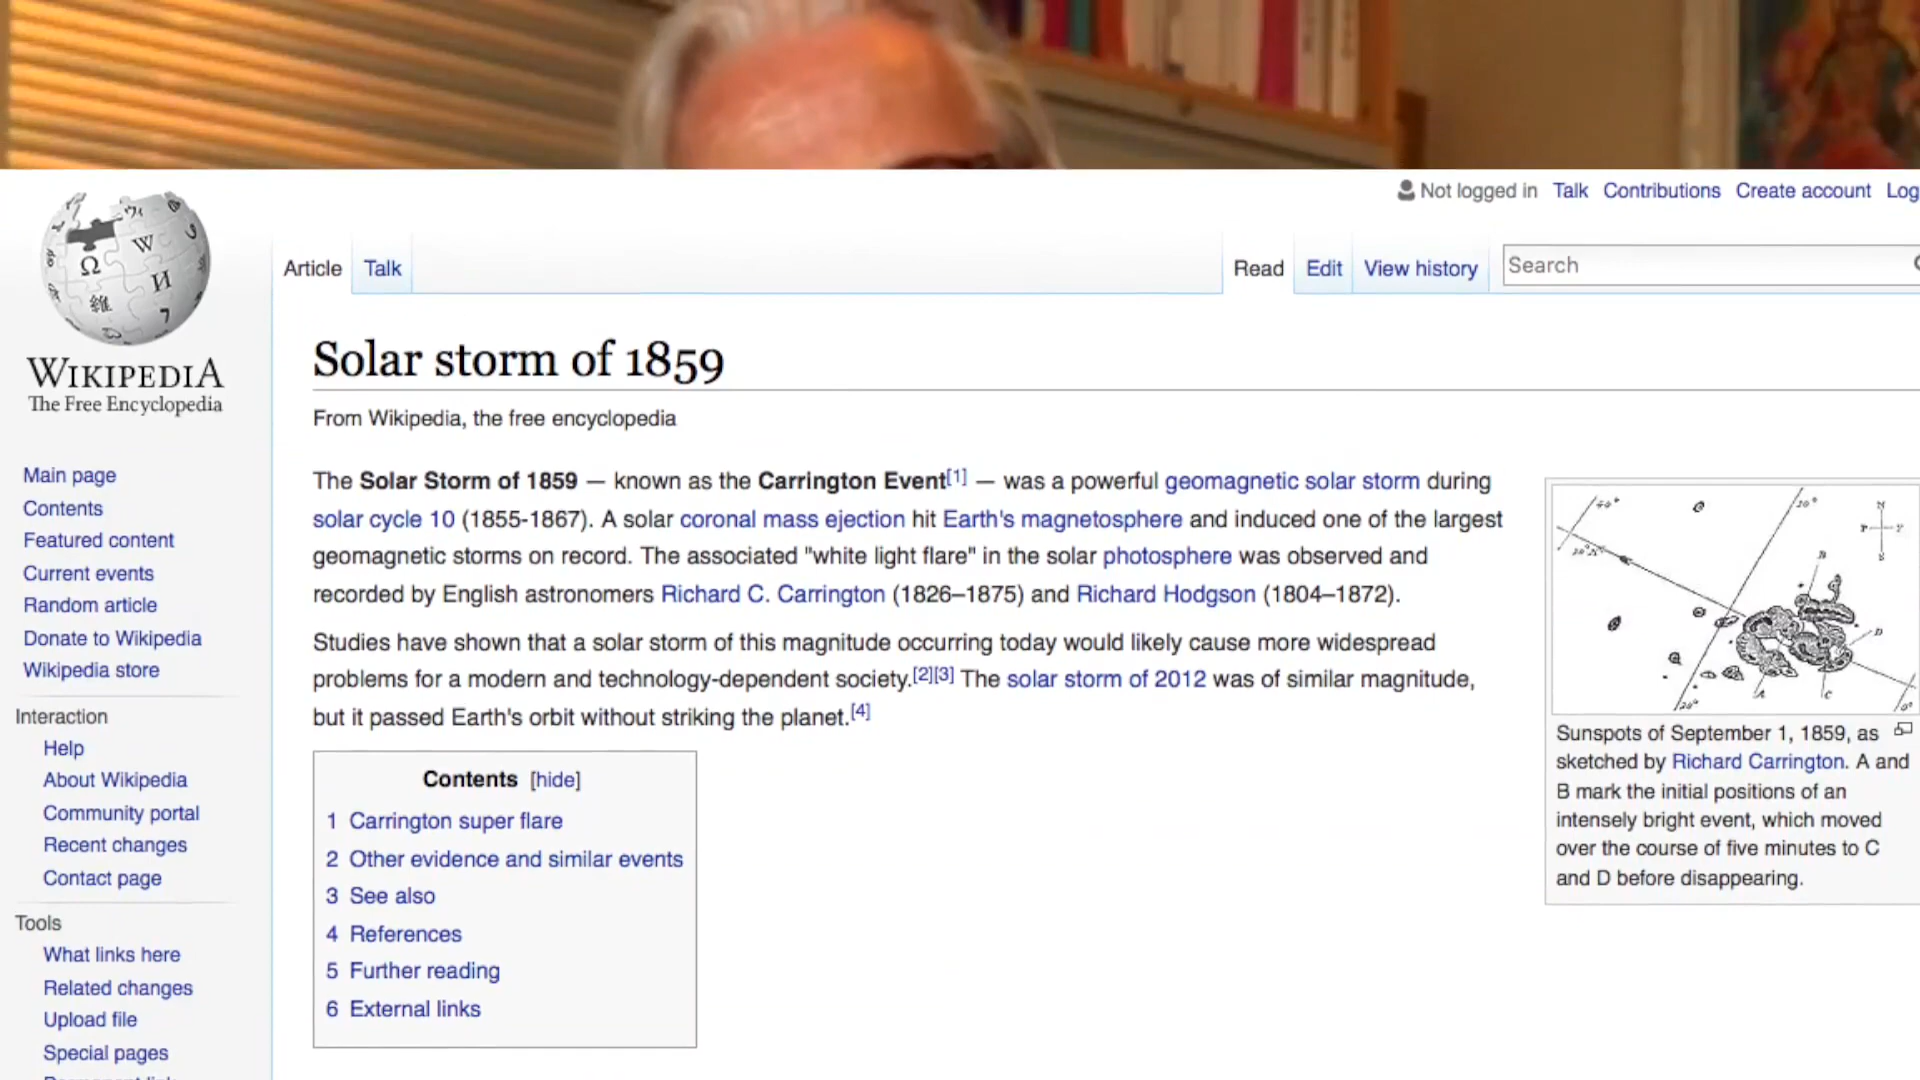 Not logged in Talk Contributions Create account Log
Article Talk Read Edit View history Search
WIKIPEDIA
The Free Encyclopedia
Main page
Contents
Featured content
Current events
Random article
Donate to Wikipedia
Wikipedia store
Interaction
Help
About Wikipedia
Community portal
Recent changes
Contact page
Tools
What links here
Related changes
Upload file
Special pages
Solar storm of 1859
From Wikipedia, the free encyclopedia
The Solar Storm of 1859 — known as the Carrington Event[1] — was a powerful geomagnetic solar storm during
solar cycle 10 (1855-1867). A solar coronal mass ejection hit Earth's magnetosphere and induced one of the largest
geomagnetic storms on record. The associated "white light flare" in the solar photosphere was observed and
recorded by English astronomers Richard C. Carrington (1826–1875) and Richard Hodgson (1804–1872).
Studies have shown that a solar storm of this magnitude occurring today would likely cause more widespread
problems for a modern and technology-dependent society.[2][3] The solar storm of 2012 was of similar magnitude,
but it passed Earth's orbit without striking the planet.[4]
Contents [hide]
1 Carrington super flare
2 Other evidence and similar events
3 See also
4 References
5 Further reading
6 External links
Sunspots of September 1, 1859, as
sketched by Richard Carrington. A and
B mark the initial positions of an
intensely bright event, which moved
over the course of five minutes to C
and D before disappearing.